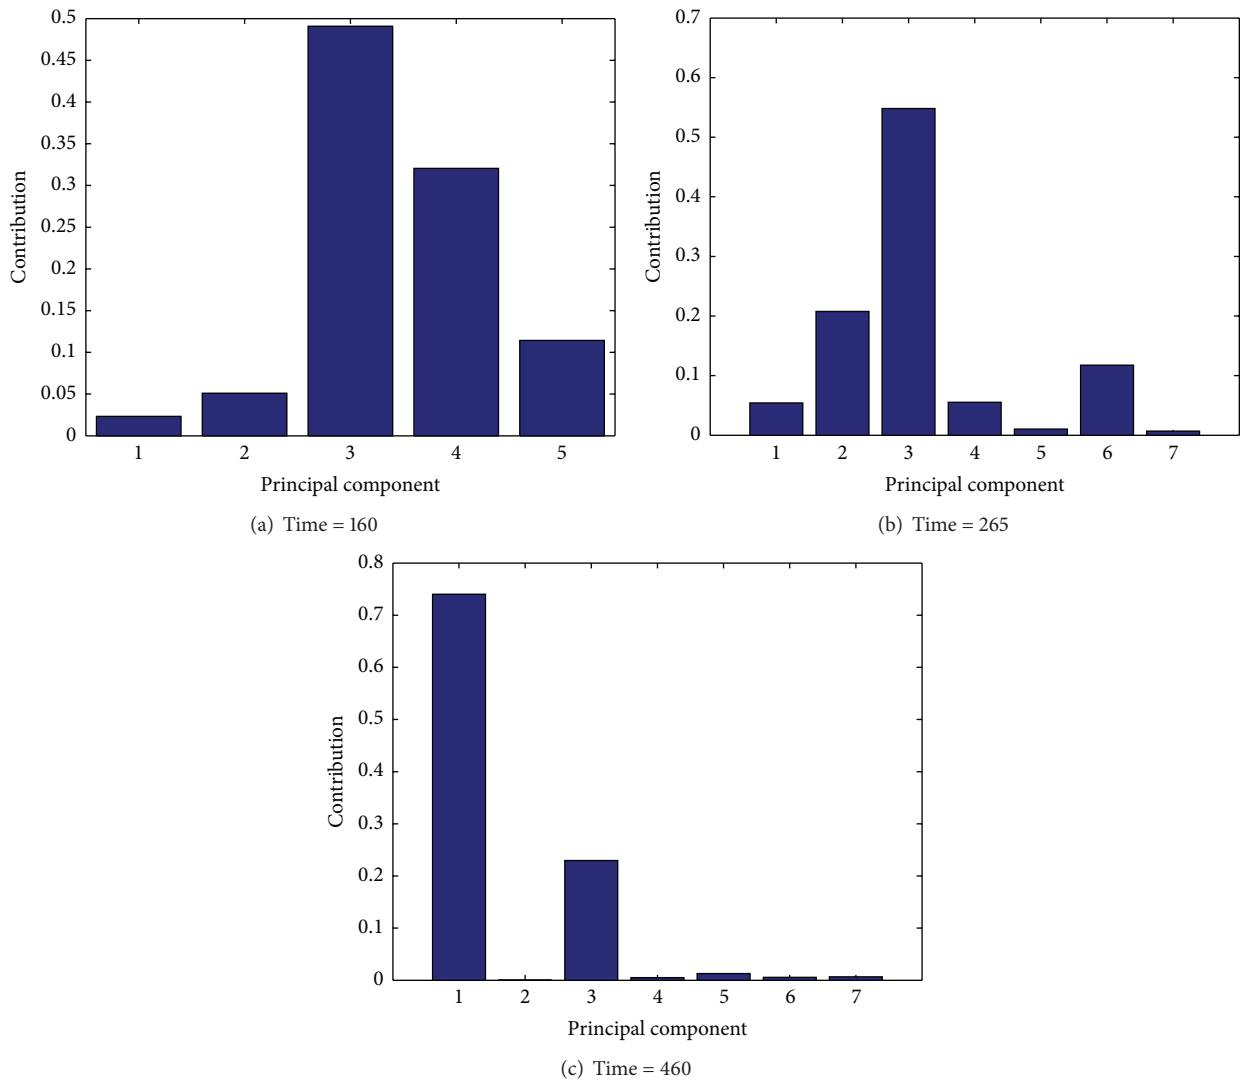 0.5
0.45
0.4
0.35
0.3
0.25
0.2
0.15
0.1
0.05
0
Contribution
1 2 3 4 5
Principal component
(a) Time = 160
0.7
0.6
0.5
0.4
0.3
0.2
0.1
0
Contribution
1 2 3 4 5 6 7
Principal component
(b) Time = 265
0.8
0.7
0.6
0.5
0.4
0.3
0.2
0.1
0
Contribution
1 2 3 4 5 6 7
Principal component
(c) Time = 460